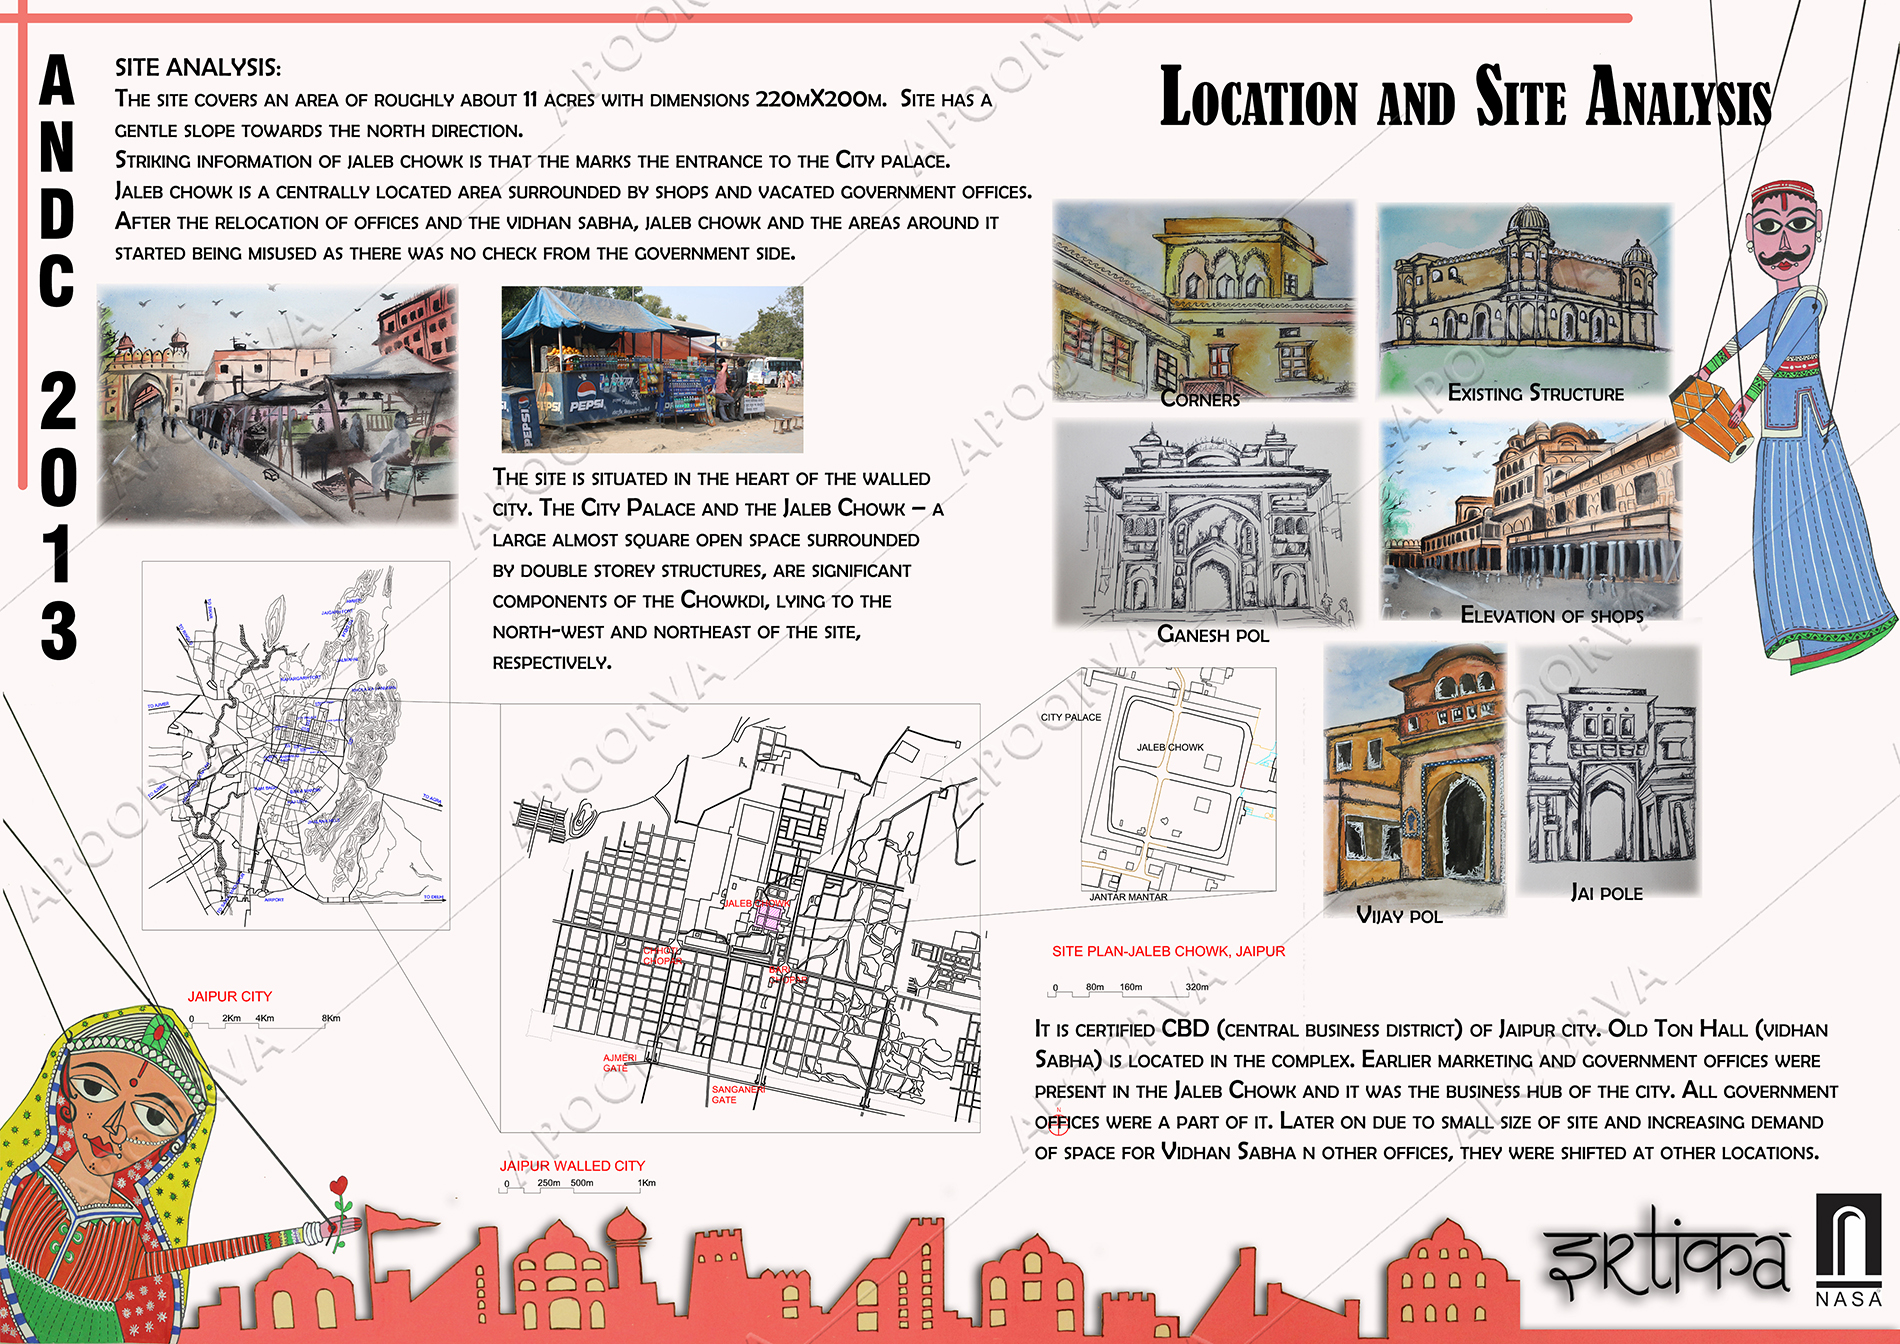 ANDC 2013
LOCATION AND SITE ANALYSIS
SITE ANALYSIS:
THE SITE COVERS AN AREA OF ROUGHLY ABOUT 11 ACRES WITH DIMENSIONS 220MX200M. SITE HAS A
GENTLE SLOPE TOWARDS THE NORTH DIRECTION.
STRIKING INFORMATION OF JALEB CHOWK IS THAT THE MARKS THE ENTRANCE TO THE CITY PALACE.
JALEB CHOWK IS A CENTRALLY LOCATED AREA SURROUNDED BY SHOPS AND VACATED GOVERNMENT OFFICES.
AFTER THE RELOCATION OF OFFICES AND THE VIDHAN SABHA, JALEB CHOWK AND THE AREAS AROUND IT
STARTED BEING MISUSED AS THERE WAS NO CHECK FROM THE GOVERNMENT SIDE.
PEPSI
PEPSI
PEPSI
THE SITE IS SITUATED IN THE HEART OF THE WALLED
CITY. THE CITY PALACE AND THE JALEB CHOWK – A
LARGE ALMOST SQUARE OPEN SPACE SURROUNDED
BY DOUBLE STOREY STRUCTURES, ARE SIGNIFICANT
COMPONENTS OF THE CHOWKDI, LYING TO THE
NORTH-WEST AND NORTHEAST OF THE SITE,
RESPECTIVELY.
CORNERS
EXISTING STRUCTURE
GANESH POL
ELEVATION OF SHOPS
VIJAY POL
JAI POLE
TO AGRA
TO DELHI
AIRPORT
JAIPUR CITY
0 2Km 4Km 8Km
JALEB CHOWK
CHHOTI
CHOPAR
BARI
CHOPAR
AJMERI
GATE
SANGANERI
GATE
JAIPUR WALLED CITY
0 250m 500m 1Km
CITY PALACE
JALEB CHOWK
JANTAR MANTAR
SITE PLAN-JALEB CHOWK, JAIPUR
0 80m 160m 320m
IT IS CERTIFIED CBD (CENTRAL BUSINESS DISTRICT) OF JAIPUR CITY. OLD TON HALL (VIDHAN
SABHA) IS LOCATED IN THE COMPLEX. EARLIER MARKETING AND GOVERNMENT OFFICES WERE
PRESENT IN THE JALEB CHOWK AND IT WAS THE BUSINESS HUB OF THE CITY. ALL GOVERNMENT
OFFICES WERE A PART OF IT. LATER ON DUE TO SMALL SIZE OF SITE AND INCREASING DEMAND
OF SPACE FOR VIDHAN SABHA N OTHER OFFICES, THEY WERE SHIFTED AT OTHER LOCATIONS.
NASA
APOORVA